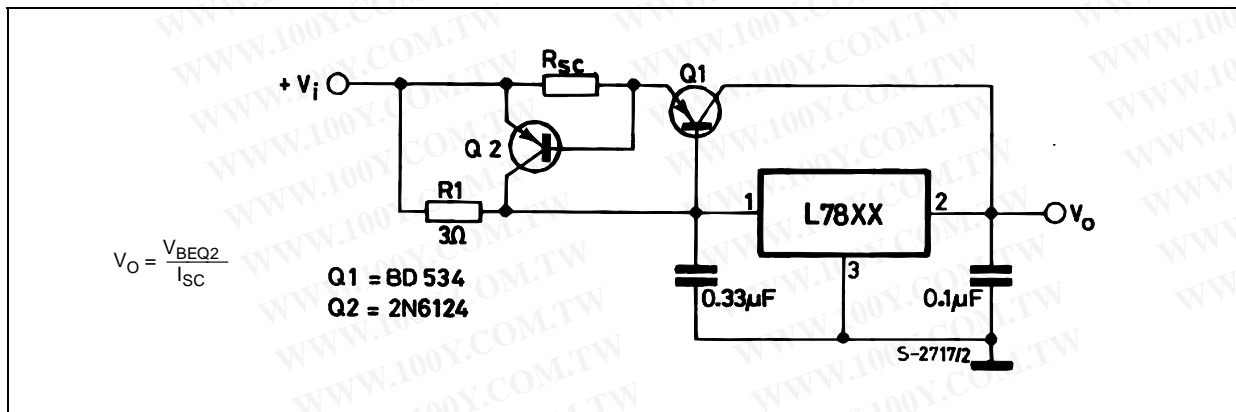 WWW.100Y.COM.TW
Rsc
Q1
+ Vi
Q 2
R1
3Ω
1
L78XX
2
Vo
3
VO = VBEQ2
ISC
Q1 = BD 534
Q2 = 2N6124
0.33µF
0.1µF
S-2717/2